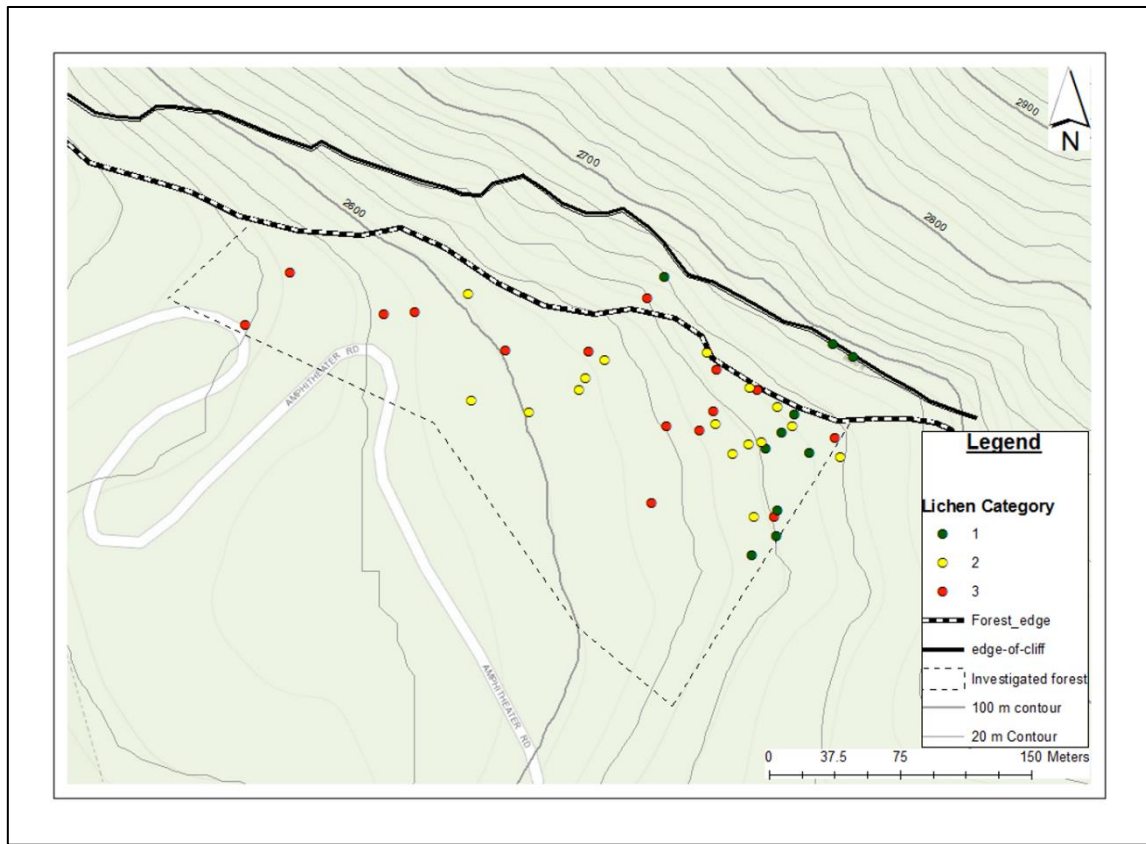 2900
N
2700
2600
2800
AMPHITHEATER RD
AMPHITHEATER RD
Legend
Lichen Category
1
2
3
Forest_edge
edge-of-cliff
Investigated forest
100 m contour
20 m Contour
0 37.5 75 150 Meters